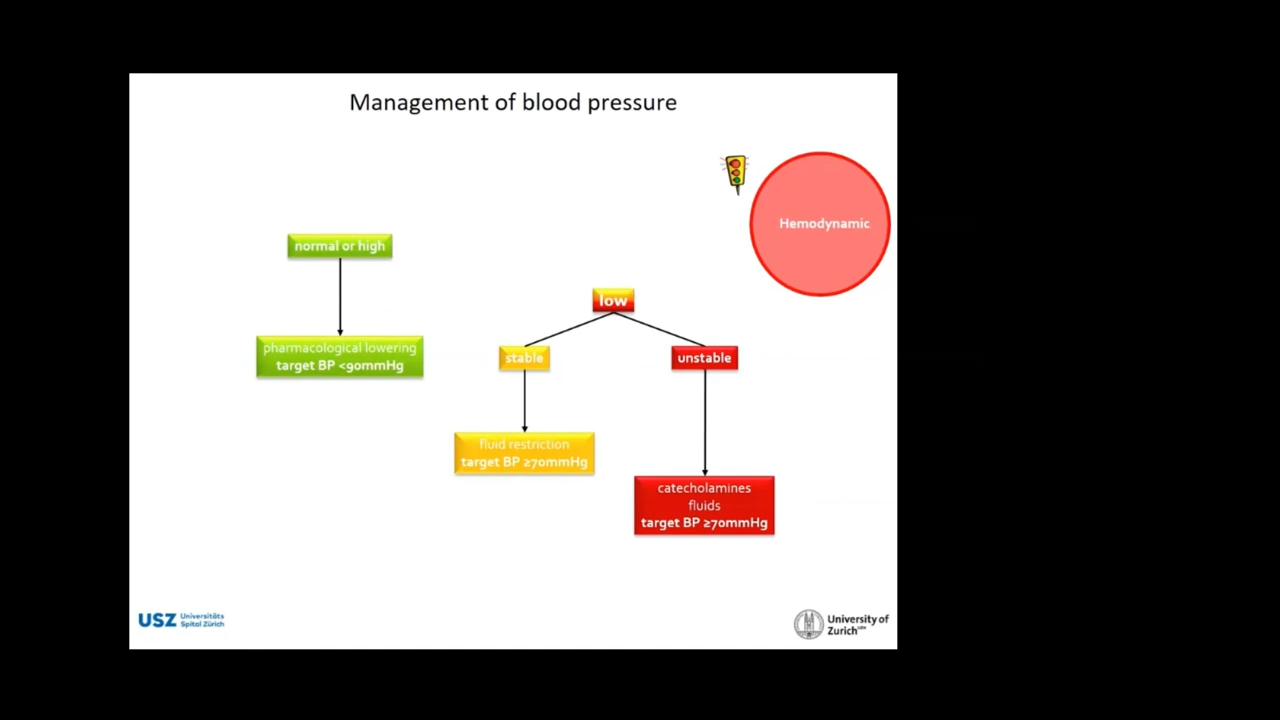 Management of blood pressure
Hemodynamic
normal or high
pharmacological lowering
target BP <90mmHg
low
stable
unstable
fluid restriction
target BP ≥70mmHg
catecholamines
fluids
target BP ≥70mmHg
USZ Universitäts
Spital Zürich
University of
Zurich